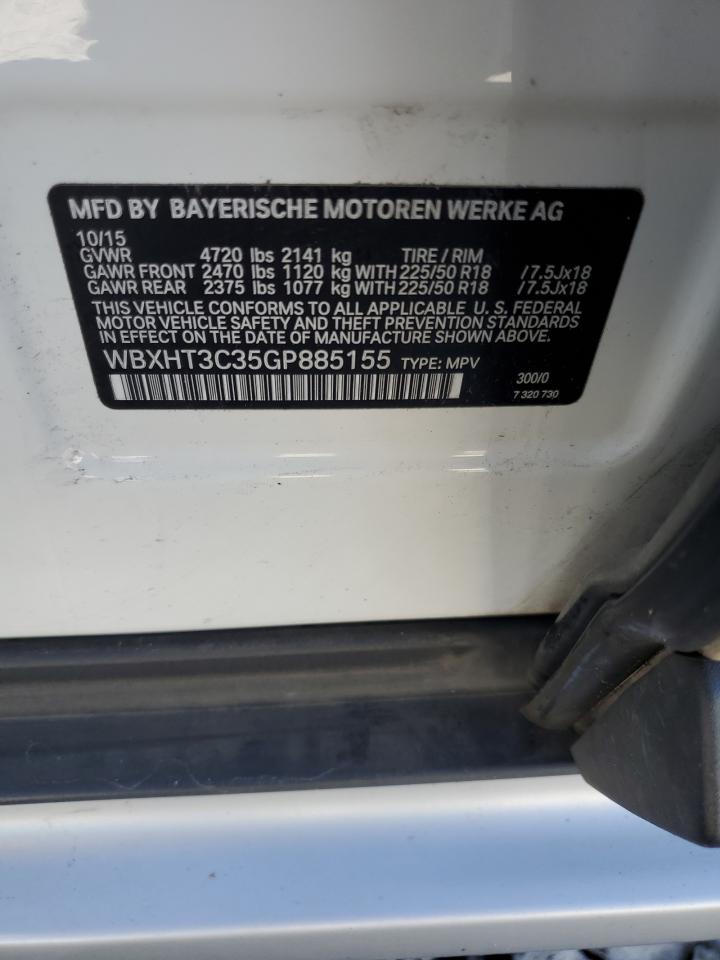 MFD BY BAYERISCHE MOTOREN WERKE AG
10/15
GVWR 4720 lbs 2141 kg TIRE / RIM
GAWR FRONT 2470 lbs 1120 kg WITH 225/50 R18 /7.5Jx18
GAWR REAR 2375 lbs 1077 kg WITH 225/50 R18 /7.5Jx18
THIS VEHICLE CONFORMS TO ALL APPLICABLE U. S. FEDERAL
MOTOR VEHICLE SAFETY AND THEFT PREVENTION STANDARDS
IN EFFECT ON THE DATE OF MANUFACTURE SHOWN ABOVE.
WBXHT3C35GP885155 TYPE: MPV
300/0
7 320 730